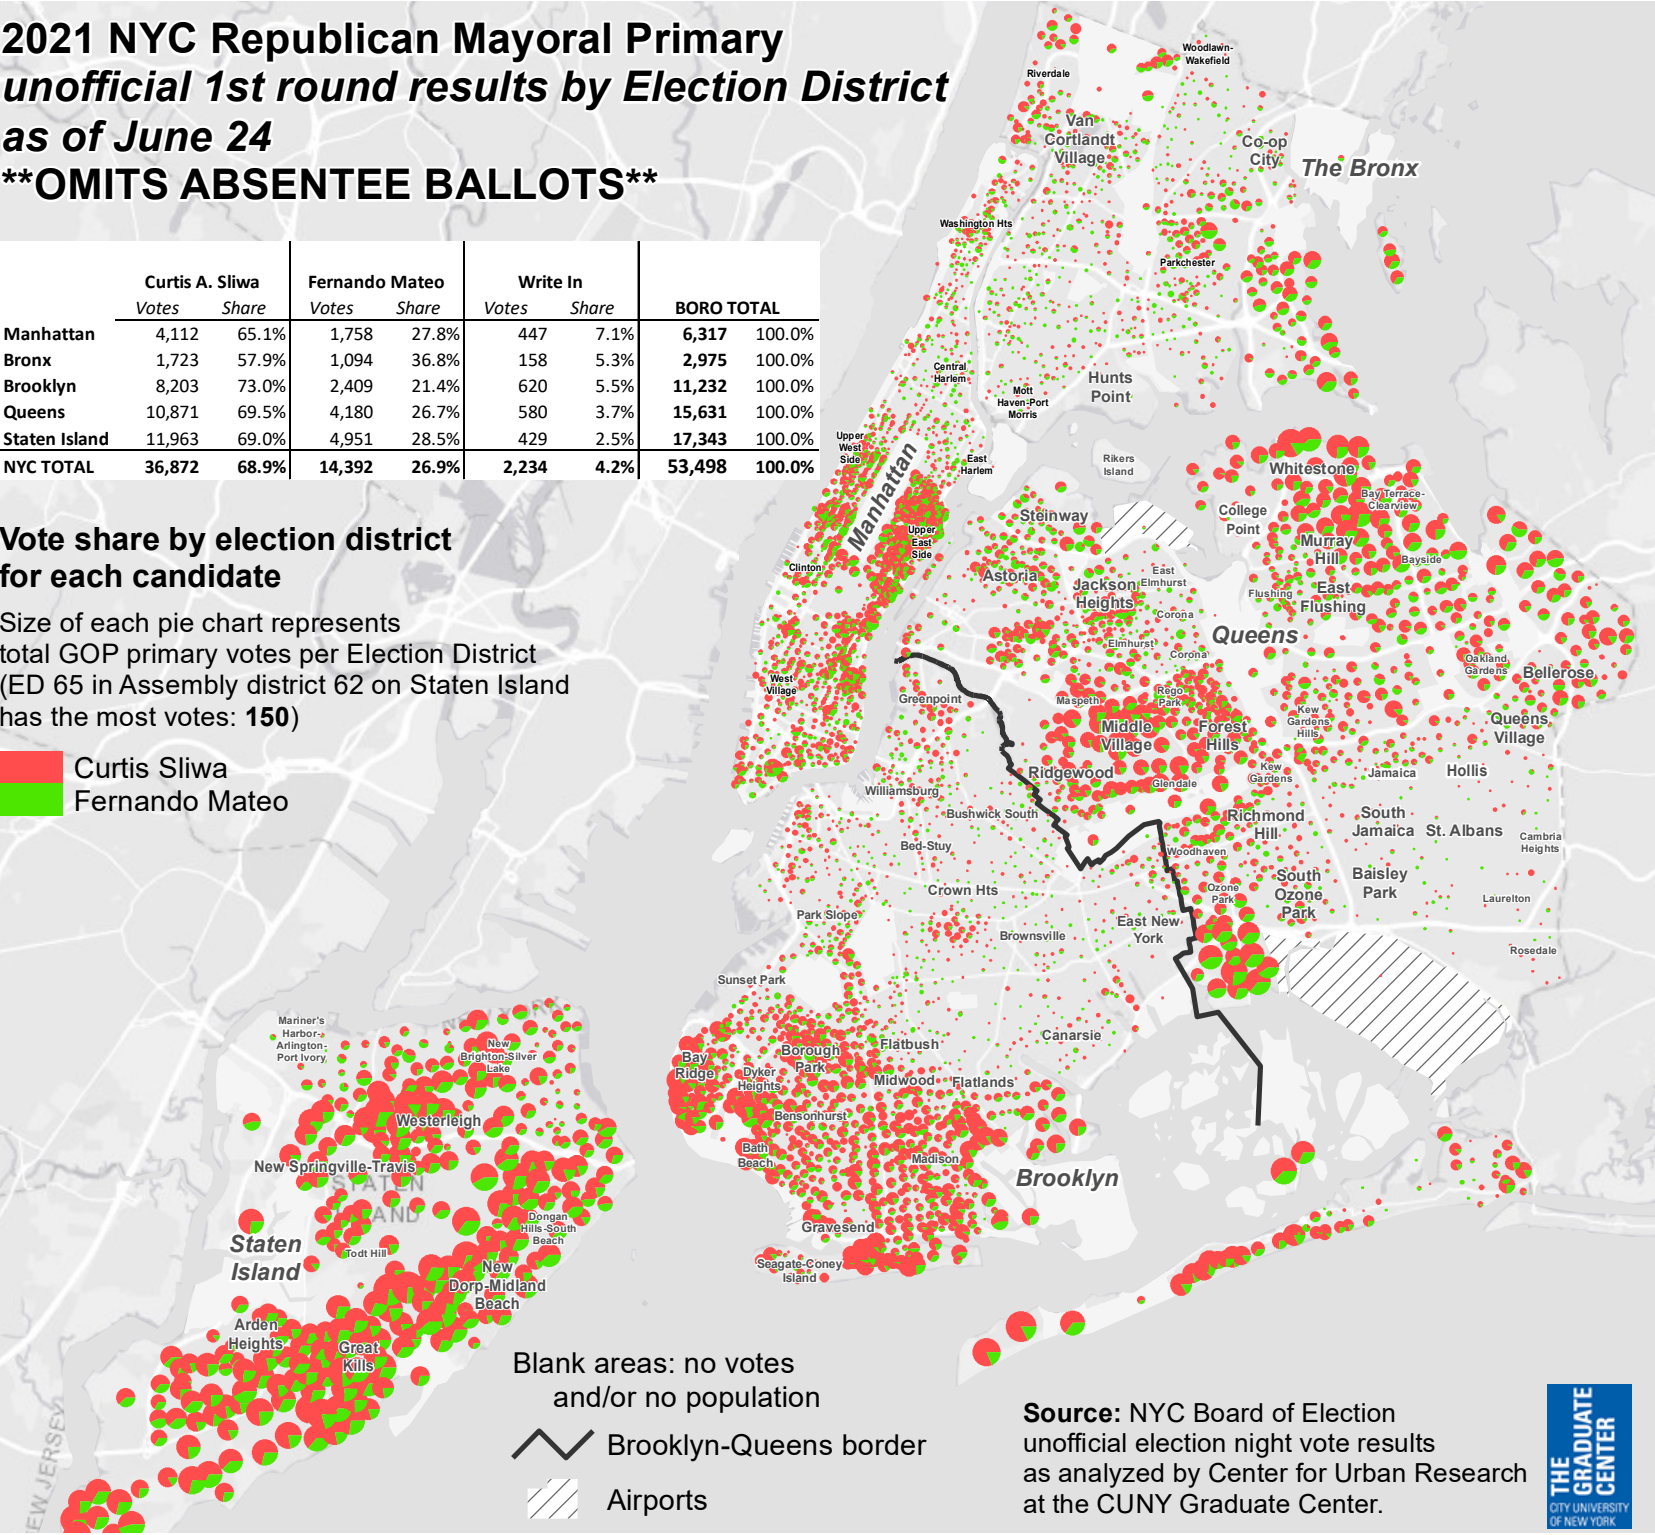 2021 NYC Republican Mayoral Primary
unofficial 1st round results by Election District
as of June 24
**OMITS ABSENTEE BALLOTS**
Curtis A. Sliwa Fernando Mateo Write In
Votes Share Votes Share Votes Share BORO TOTAL
Manhattan 4,112 65.1% 1,758 27.8% 447 7.1% 6,317 100.0%
Bronx 1,723 57.9% 1,094 36.8% 158 5.3% 2,975 100.0%
Brooklyn 8,203 73.0% 2,409 21.4% 620 5.5% 11,232 100.0%
Queens 10,871 69.5% 4,180 26.7% 580 3.7% 15,631 100.0%
Staten Island 11,963 69.0% 4,951 28.5% 429 2.5% 17,343 100.0%
NYC TOTAL 36,872 68.9% 14,392 26.9% 2,234 4.2% 53,498 100.0%
Vote share by election district
for each candidate
Size of each pie chart represents
total GOP primary votes per Election District
(ED 65 in Assembly district 62 on Staten Island
has the most votes: 150)
Curtis Sliwa
Fernando Mateo
Woodlawn-
Wakefield
Riverdale
Van
Cortlandt
Village
Co-op
City
The Bronx
Washington Hts
Parkchester
Central
Harlem
Mott
Haven-Port
Morris
Hunts
Point
Upper
West
Side
Manhattan
East
Harlem
Rikers
Island
Upper
East
Side
Clinton
West
Village
Steinway
Astoria
Jackson
Heights
East
Elmhurst
Corona
Elmhurst
Corona
College
Point
Whitestone
Bay Terrace-
Clearview
Murray
Hill
Bayside
Flushing
East
Flushing
Queens
Oakland
Gardens
Bellerose
Queens
Village
Greenpoint
Maspeth
Rego
Park
Middle
Village
Forest
Hills
Kew
Gardens
Hills
Ridgewood
Glendale
Kew
Gardens
Jamaica
Hollis
Williamsburg
Bushwick South
Richmond
Hill
South
Jamaica
St. Albans
Cambria
Heights
Bed-Stuy
Woodhaven
Crown Hts
Ozone
Park
South
Ozone
Park
Baisley
Park
Laurelton
Park Slope
East New
York
Brownsville
Rosedale
Sunset Park
Canarsie
Bay
Ridge
Borough
Park
Flatbush
Dyker
Heights
Midwood
Flatlands
Bensonhurst
Bath
Beach
Madison
Brooklyn
Gravesend
Seagate-Coney
Island
Mariner's
Harbor-
Arlington-
Port Ivory
NEW YORK
New
Brighton-Silver
Lake
Westerleigh
New Springville-Travis
STATEN
ISLAND
Dongan
Hills-South
Beach
Todt Hill
Staten
Island
New
Dorp-Midland
Beach
Arden
Heights
Great
Kills
NEW JERSEY
Blank areas: no votes
and/or no population
Brooklyn-Queens border
Airports
Source: NYC Board of Election
unofficial election night vote results
as analyzed by Center for Urban Research
at the CUNY Graduate Center.
THE
GRADUATE
CENTER
CITY UNIVERSITY
OF NEW YORK